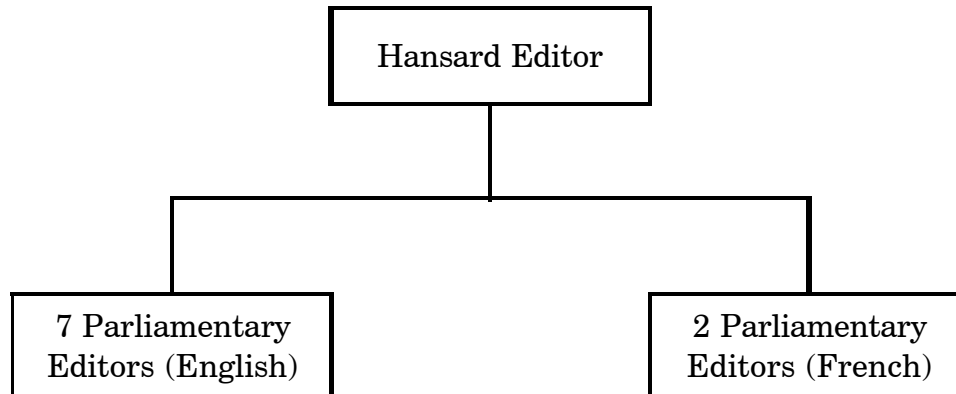 Hansard Editor
7 Parliamentary
Editors (English)
2 Parliamentary
Editors (French)